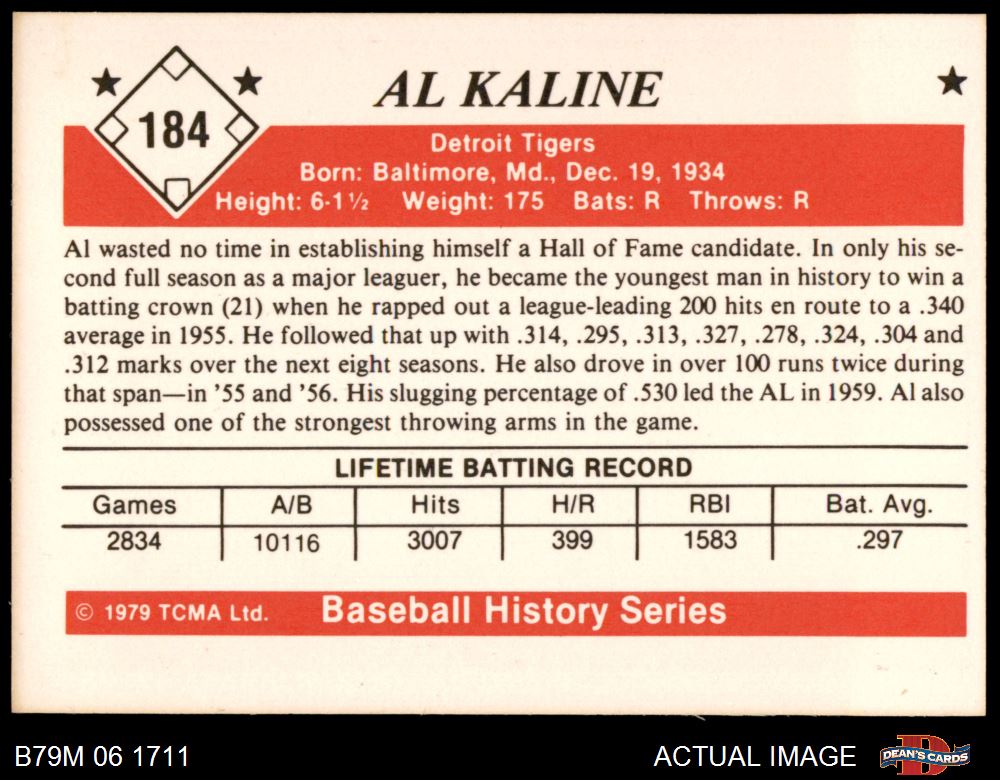 184
AL KALINE
Detroit Tigers
Born: Baltimore, Md., Dec. 19, 1934
Height: 6-1½ Weight: 175 Bats: R Throws: R
Al wasted no time in establishing himself a Hall of Fame candidate. In only his se-
cond full season as a major leaguer, he became the youngest man in history to win a
batting crown (21) when he rapped out a league-leading 200 hits en route to a .340
average in 1955. He followed that up with .314, .295, .313, .327, .278, .324, .304 and
.312 marks over the next eight seasons. He also drove in over 100 runs twice during
that span—in '55 and '56. His slugging percentage of .530 led the AL in 1959. Al also
possessed one of the strongest throwing arms in the game.
LIFETIME BATTING RECORD
Games A/B Hits H/R RBI Bat. Avg.
2834 10116 3007 399 1583 .297
© 1979 TCMA Ltd. Baseball History Series
B79M 06 1711 ACTUAL IMAGE DEAN'S CARDS